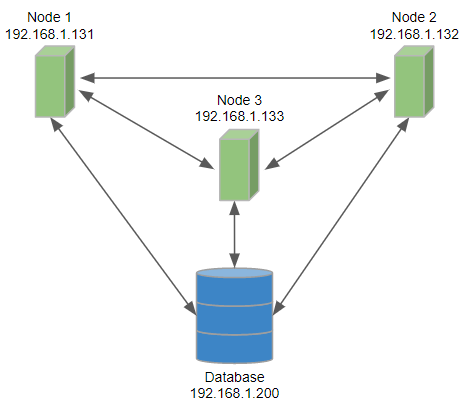 Node 1
192.168.1.131
Node 2
192.168.1.132
Node 3
192.168.1.133
Database
192.168.1.200